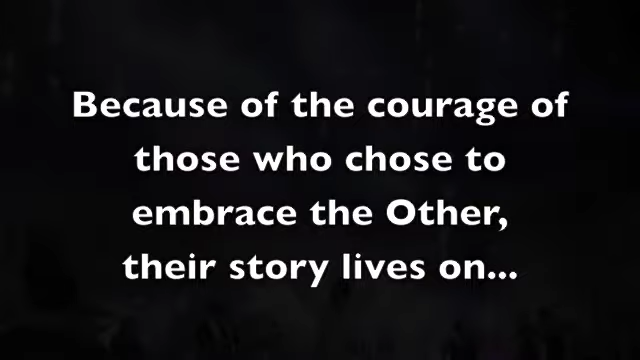 Because of the courage of
those who chose to
embrace the Other,
their story lives on...